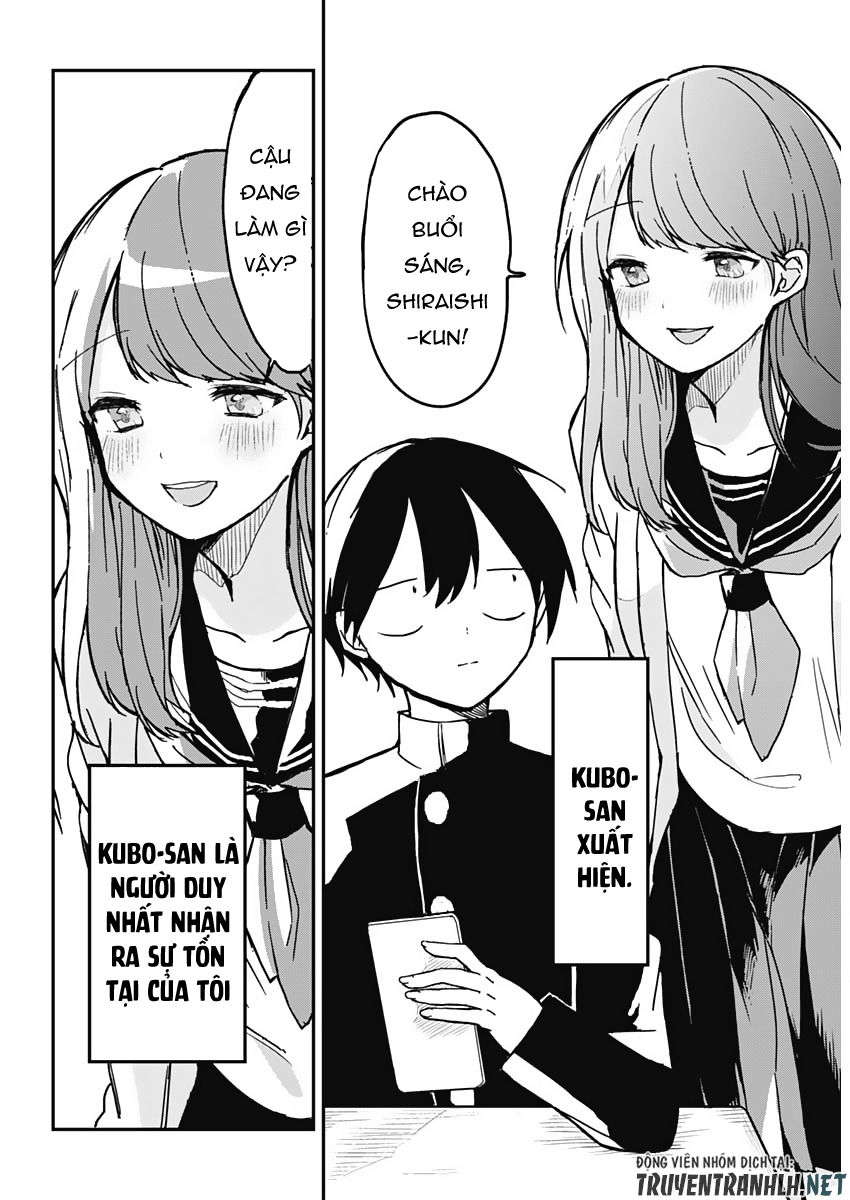 CHÀO
BUỔI
SÁNG,
SHIRAISHI
-KUN!
KUBO-
SAN
XUẤT
HIỆN.
CẬU
ĐANG
LÀM GÌ
VẬY?
KUBO-SAN LÀ
NGƯỜI DUY
NHẤT NHẬN
RA SỰ TỒN
TẠI CỦA TÔI
ĐỘNG VIÊN NHÓM DỊCH TẠI:
TRUYENTRANHLH.NET